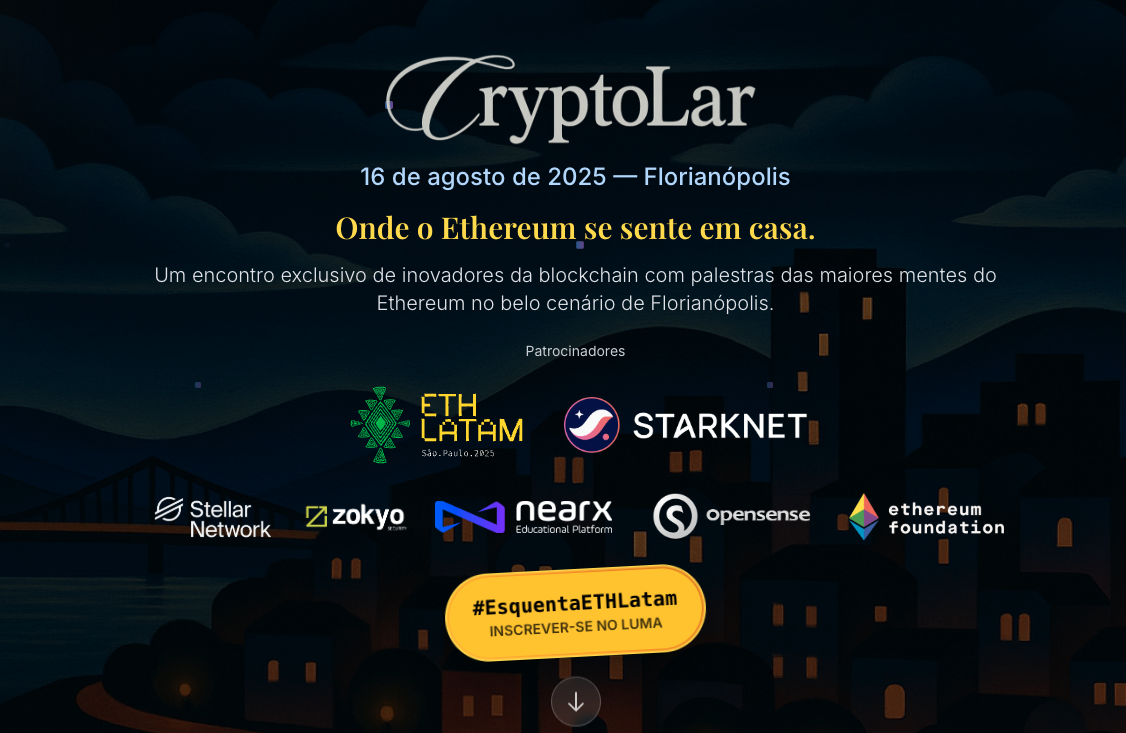 CryptoLar
16 de agosto de 2025 — Florianópolis
Onde o Ethereum se sente em casa.
Um encontro exclusivo de inovadores da blockchain com palestras das maiores mentes do
Ethereum no belo cenário de Florianópolis.
Patrocinadores
ETH
LATAM
São.Paulo.2025
STARKNET
Stellar
Network
zokyo
SECURITY
nearx
Educational Platform
opensense
ethereum
foundation
#EsquentaETHLatam
INSCREVER-SE NO LUMA